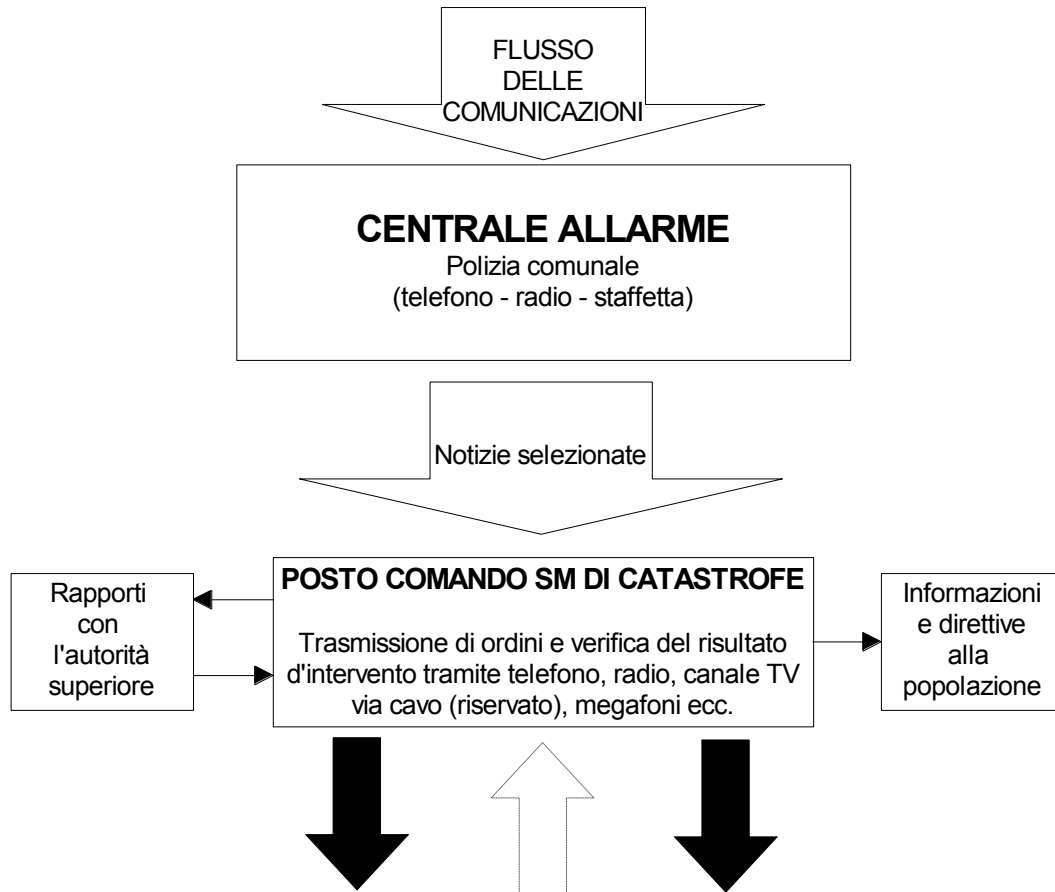 FLUSSO
DELLE
COMUNICAZIONI
CENTRALE ALLARME
Polizia comunale
(telefono - radio - staffetta)
Notizie selezionate
Rapporti
con
l'autorità
superiore
POSTO COMANDO SM DI CATASTROFE
Trasmissione di ordini e verifica del risultato
d'intervento tramite telefono, radio, canale TV
via cavo (riservato), megafoni ecc.
Informazioni
e direttive
alla
popolazione